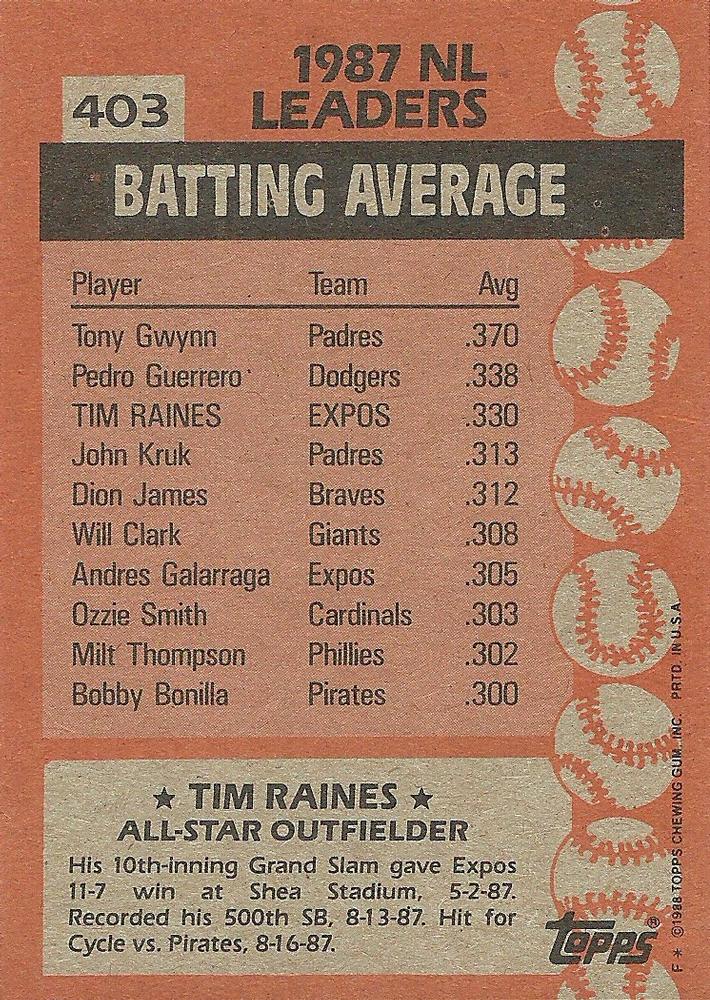 403
1987 NL
LEADERS
BATTING AVERAGE
Player Team Avg
Tony Gwynn Padres .370
Pedro Guerrero Dodgers .338
TIM RAINES EXPOS .330
John Kruk Padres .313
Dion James Braves .312
Will Clark Giants .308
Andres Galarraga Expos .305
Ozzie Smith Cardinals .303
Milt Thompson Phillies .302
Bobby Bonilla Pirates .300
★ TIM RAINES ★
ALL-STAR OUTFIELDER
His 10th-inning Grand Slam gave Expos
11-7 win at Shea Stadium, 5-2-87.
Recorded his 500th SB, 8-13-87. Hit for
Cycle vs. Pirates, 8-16-87.
topps®
F * ©1988 TOPPS CHEWING GUM, INC. PRTD. IN U.S.A.